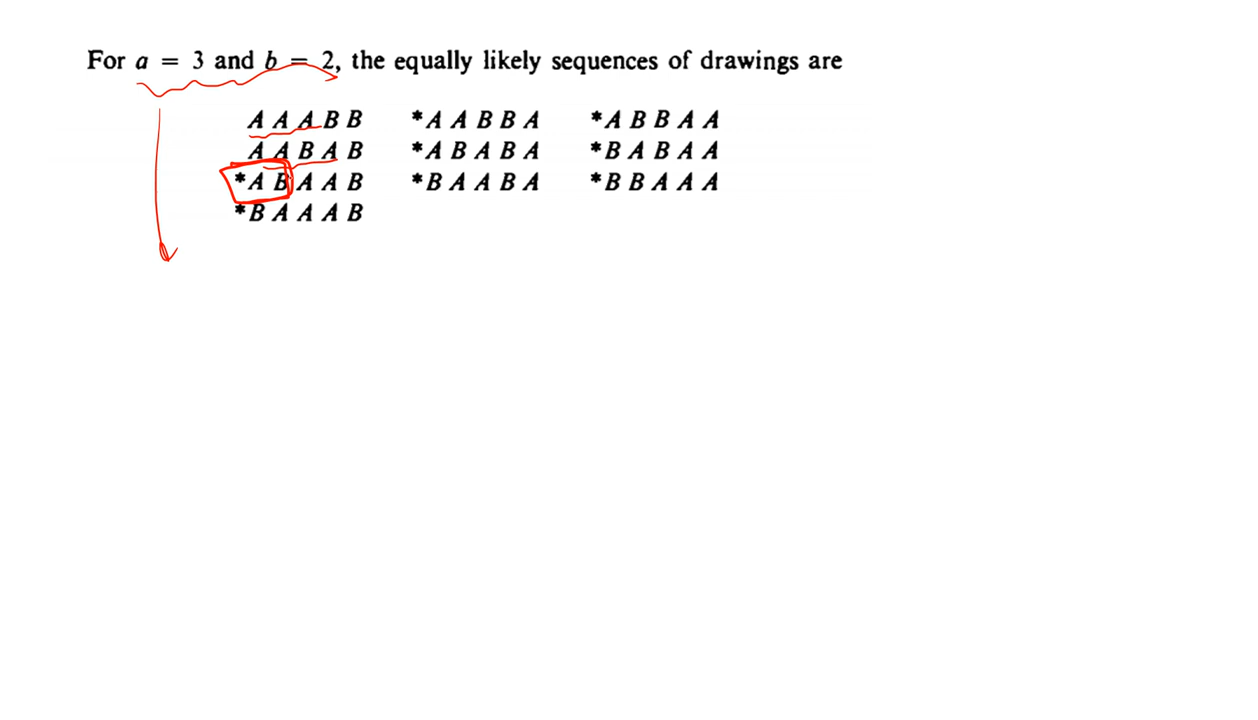 For a = 3 and b = 2, the equally likely sequences of drawings are
A A A B B *A A B B A *A B B A A
A A B A B *A B A B A *B A B A A
*A B A A B *B A A B A *B B A A A
*B A A A B